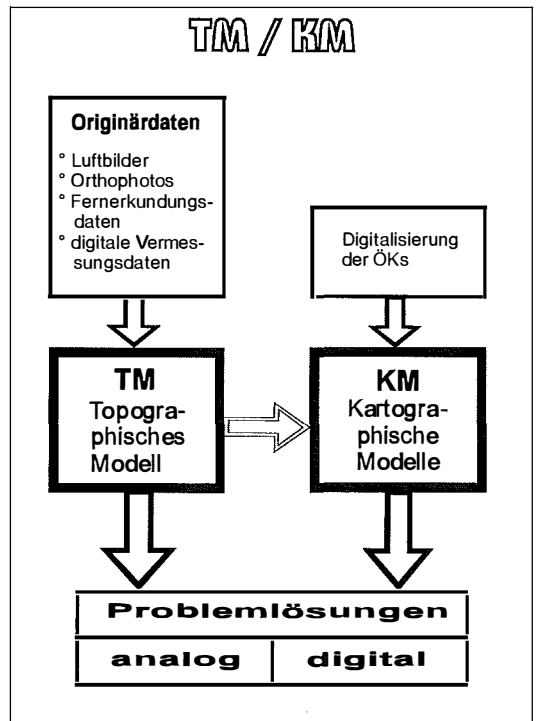 TM / KM
Originärdaten
° Luftbilder
° Orthophotos
° Fernerkundungs-
daten
° digitale Vermes-
sungsdaten
Digitalisierung
der ÖKs
TM
Topogra-
phisches
Modell
KM
Kartogra-
phische
Modelle
Problemlösungen
analog digital